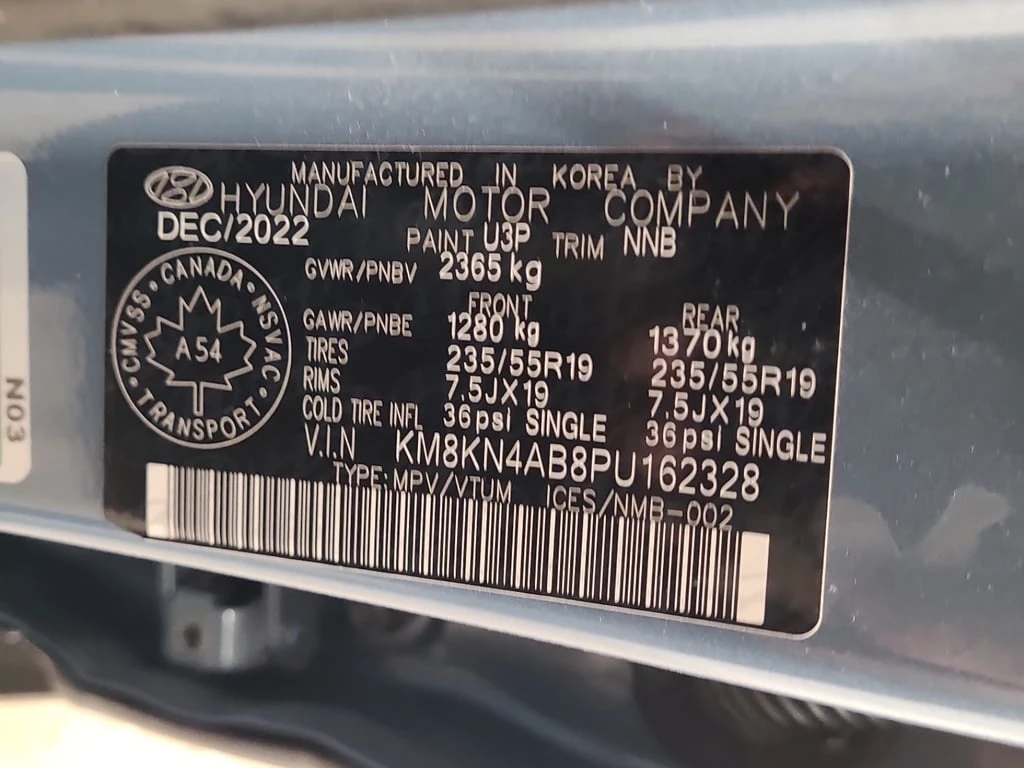 MANUFACTURED IN KOREA BY
HYUNDAI MOTOR COMPANY
DEC/2022 PAINT U3P TRIM NNB
GVWR/PNBV 2365 kg
FRONT REAR
GAWR/PNBE 1280 kg 1370 kg
TIRES 235/55R19 235/55R19
RIMS 7.5JX19 7.5JX19
COLD TIRE INFL 36psi SINGLE 36psi SINGLE
V.I.N KM8KN4AB8PU162328
TYPE: MPV/VTUM ICES/NMB-002
CMVSS • CANADA • NSVAC • TRANSPORT •
A54
N03